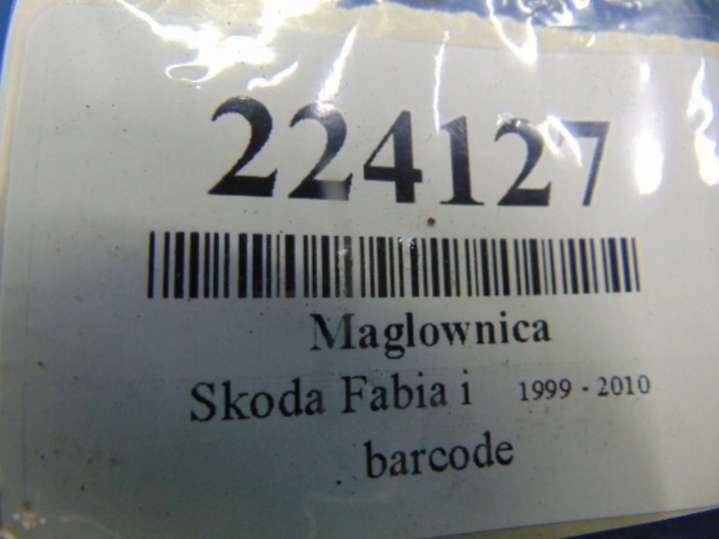 224127
Maglownica
Skoda Fabia i 1999 - 2010
barcode